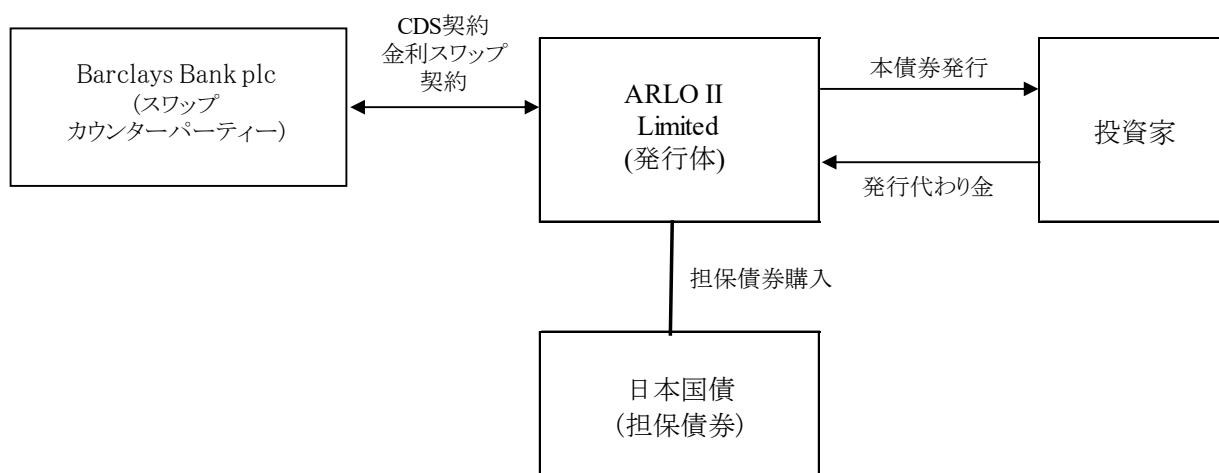 Barclays Bank plc
(スワップ
カウンターパーティー)
CDS契約
金利スワップ
契約
ARLO II
Limited
(発行体)
本債券発行
発行代わり金
投資家
担保債券購入
日本国債
(担保債券)